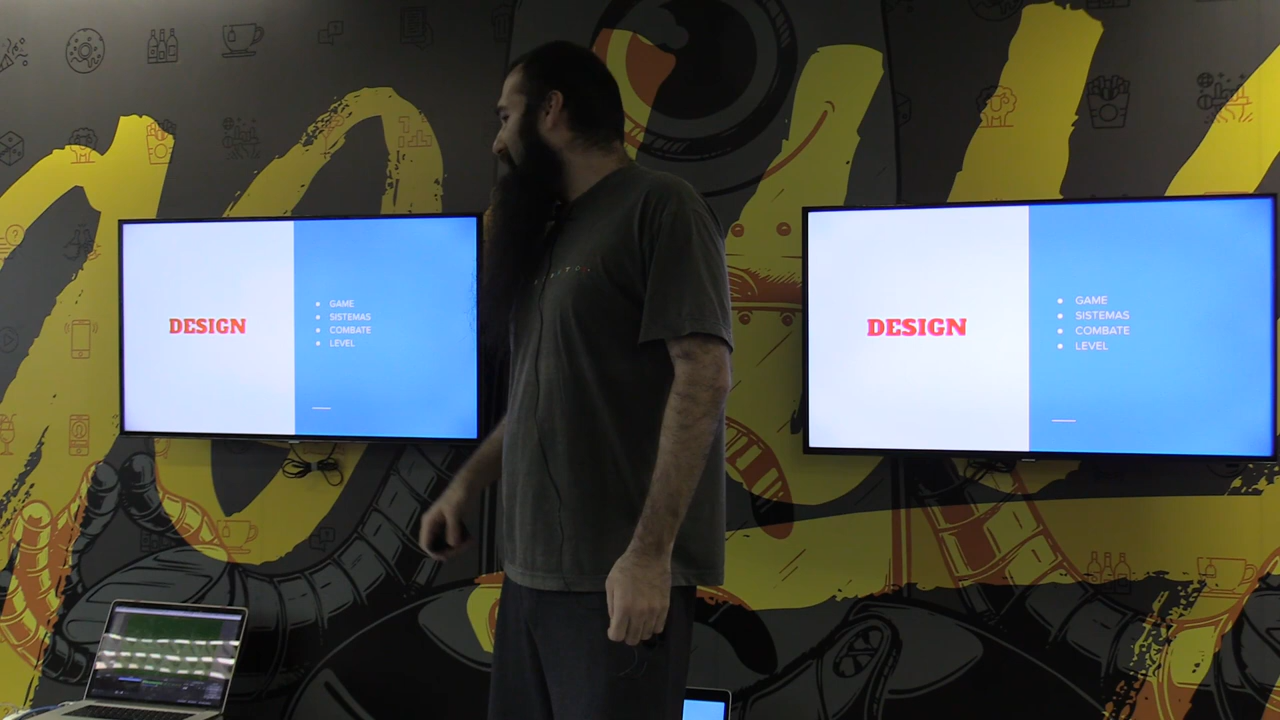 DESIGN
GAME
SISTEMAS
COMBATE
LEVEL
DESIGN
GAME
SISTEMAS
COMBATE
LEVEL